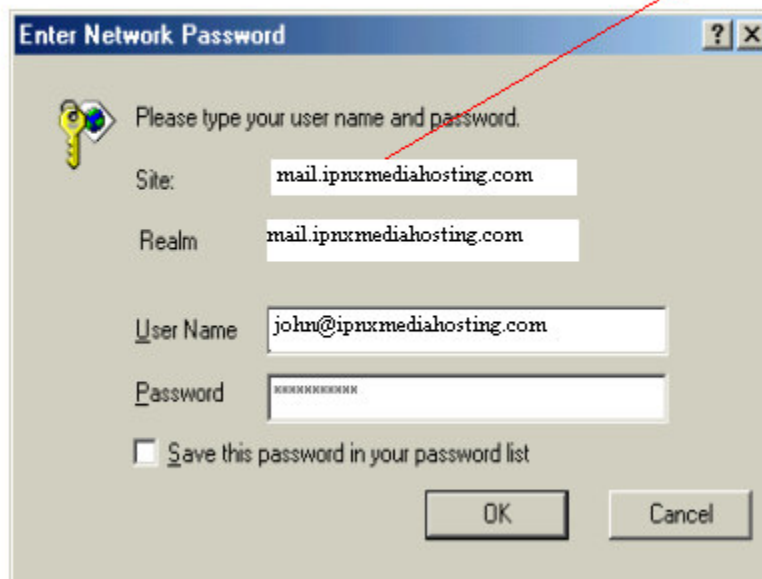 Enter Network Password
Please type your user name and password.
Site: mail.ipnxmediahosting.com
Realm mail.ipnxmediahosting.com
User Name john@ipnxmediahosting.com
Password ***********
Save this password in your password list
OK Cancel